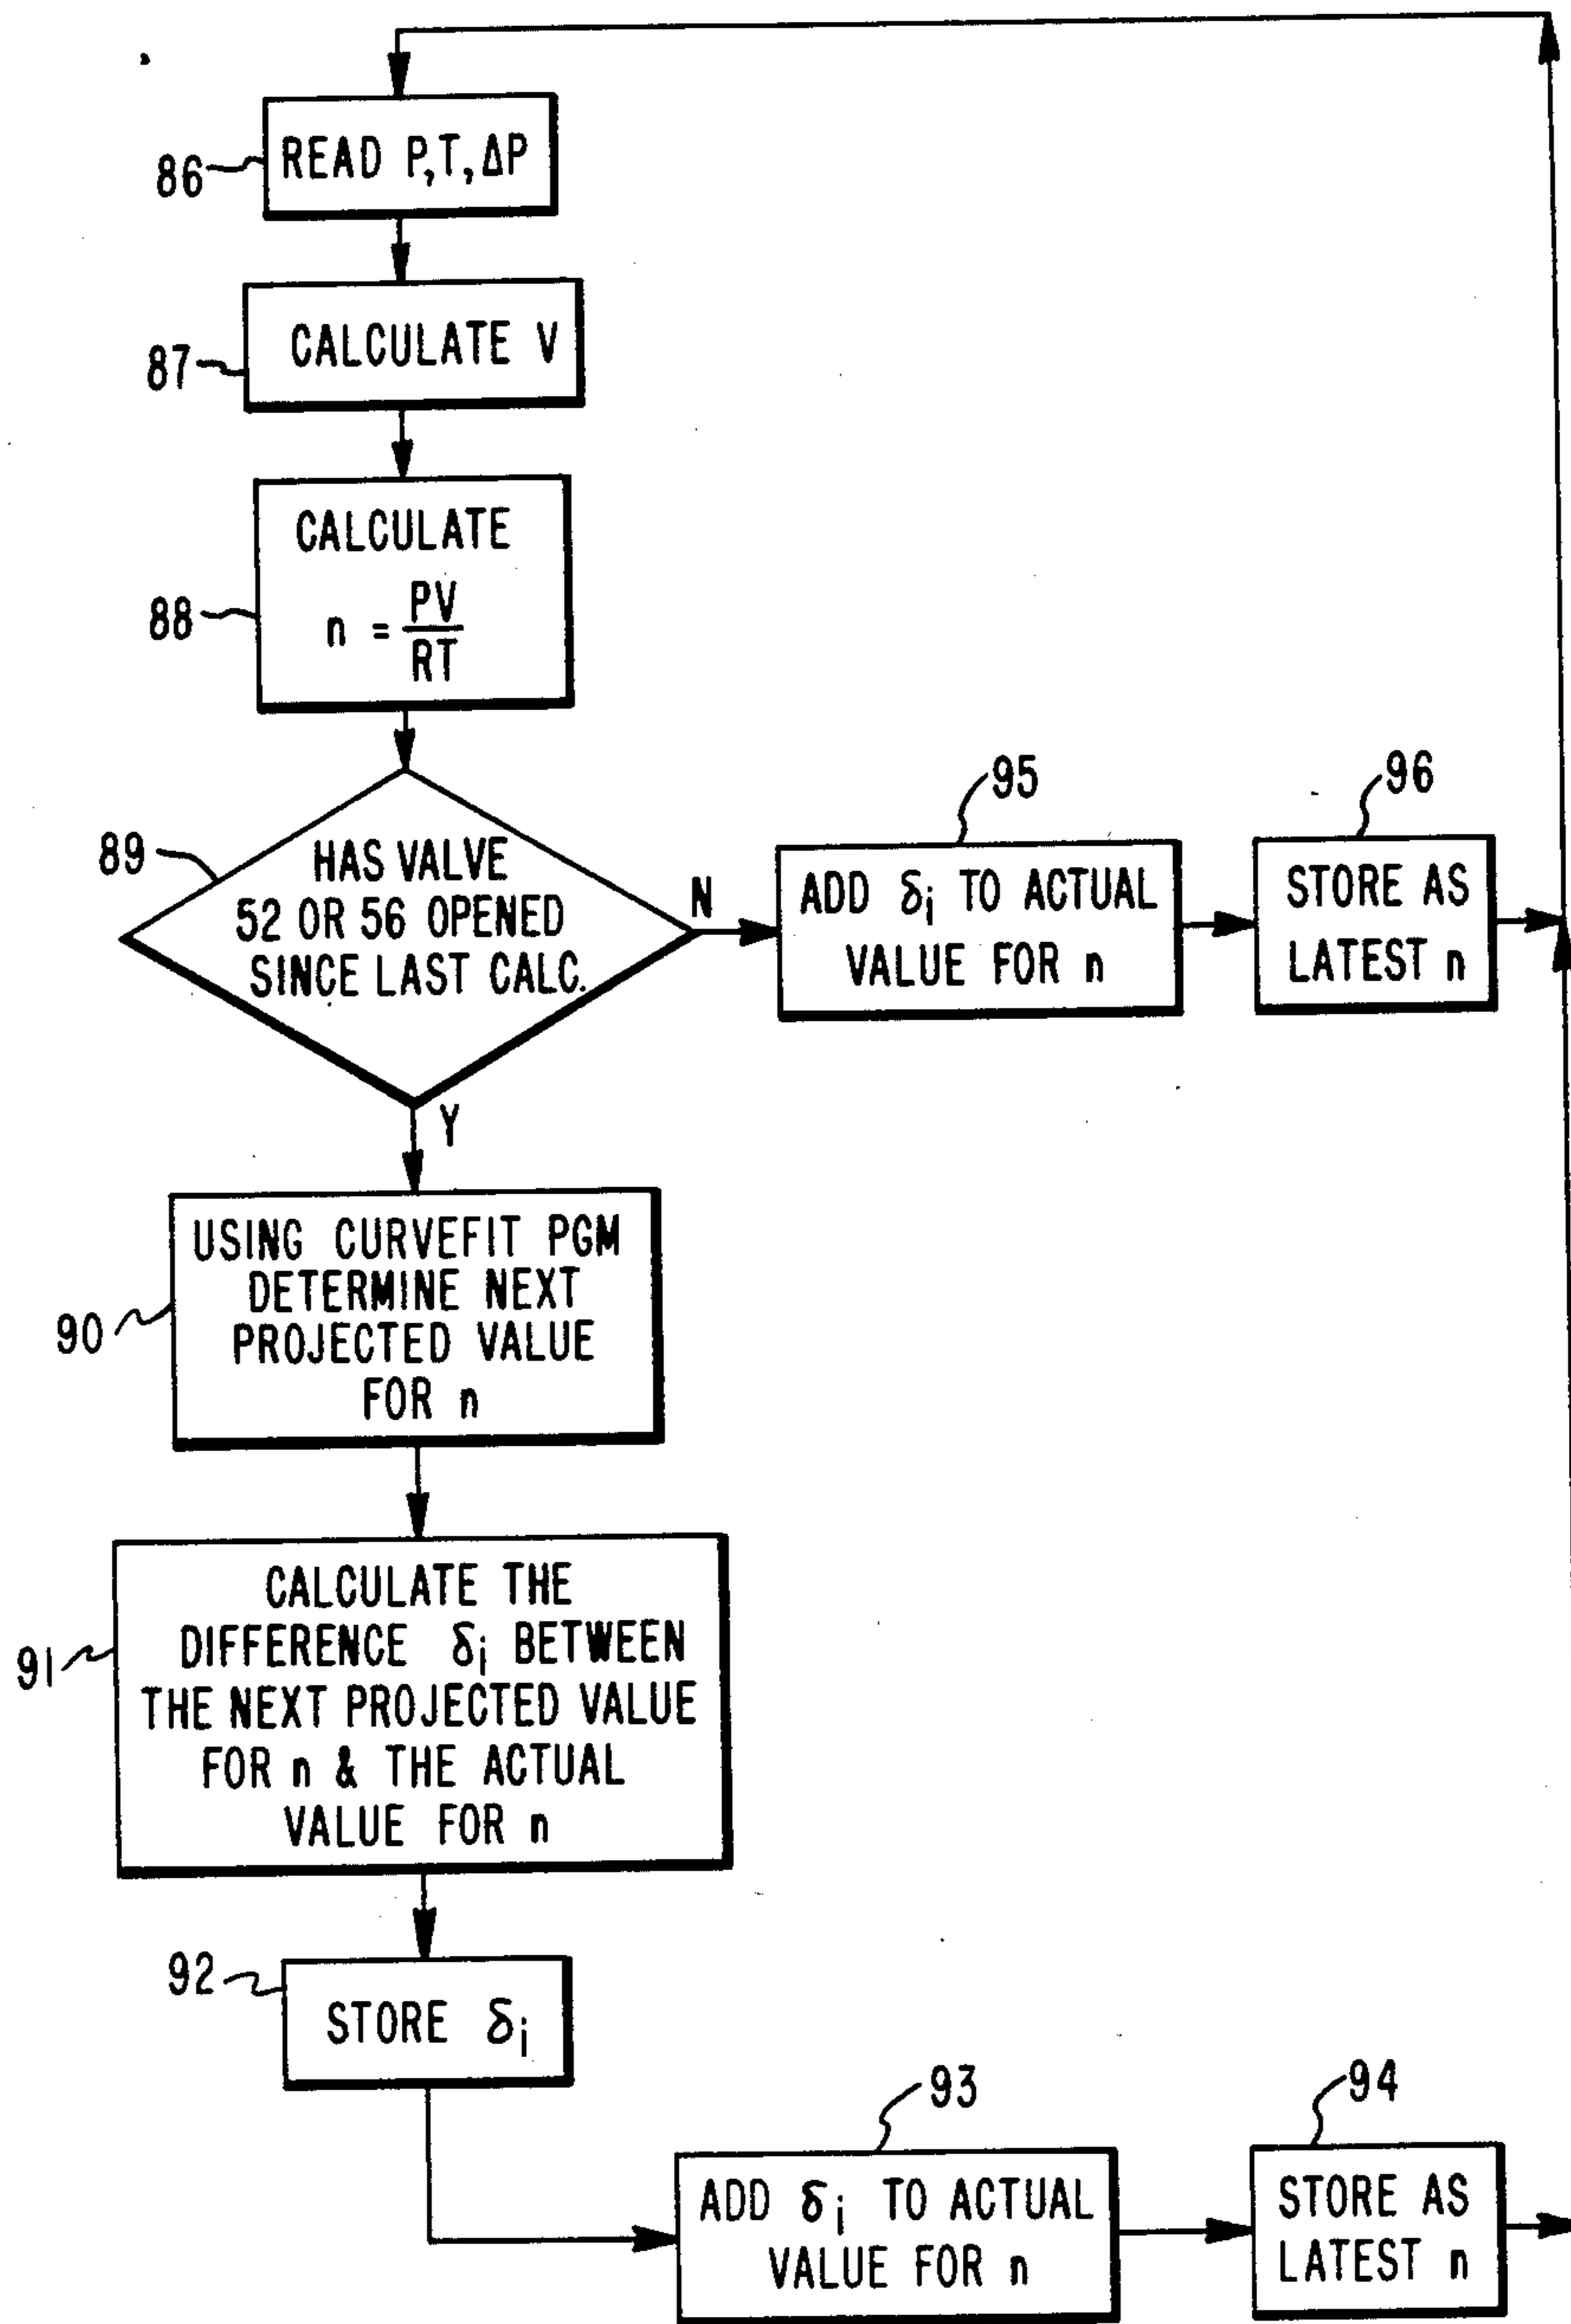 86
READ P,T,ΔP
87
CALCULATE V
88
CALCULATE
n = PV
RT
89
HAS VALVE
52 OR 56 OPENED
SINCE LAST CALC.
N
95
ADD δi TO ACTUAL
VALUE FOR n
96
STORE AS
LATEST n
Y
90
USING CURVEFIT PGM
DETERMINE NEXT
PROJECTED VALUE
FOR n
91
CALCULATE THE
DIFFERENCE δi BETWEEN
THE NEXT PROJECTED VALUE
FOR n & THE ACTUAL
VALUE FOR n
92
STORE δi
93
ADD δi TO ACTUAL
VALUE FOR n
94
STORE AS
LATEST n